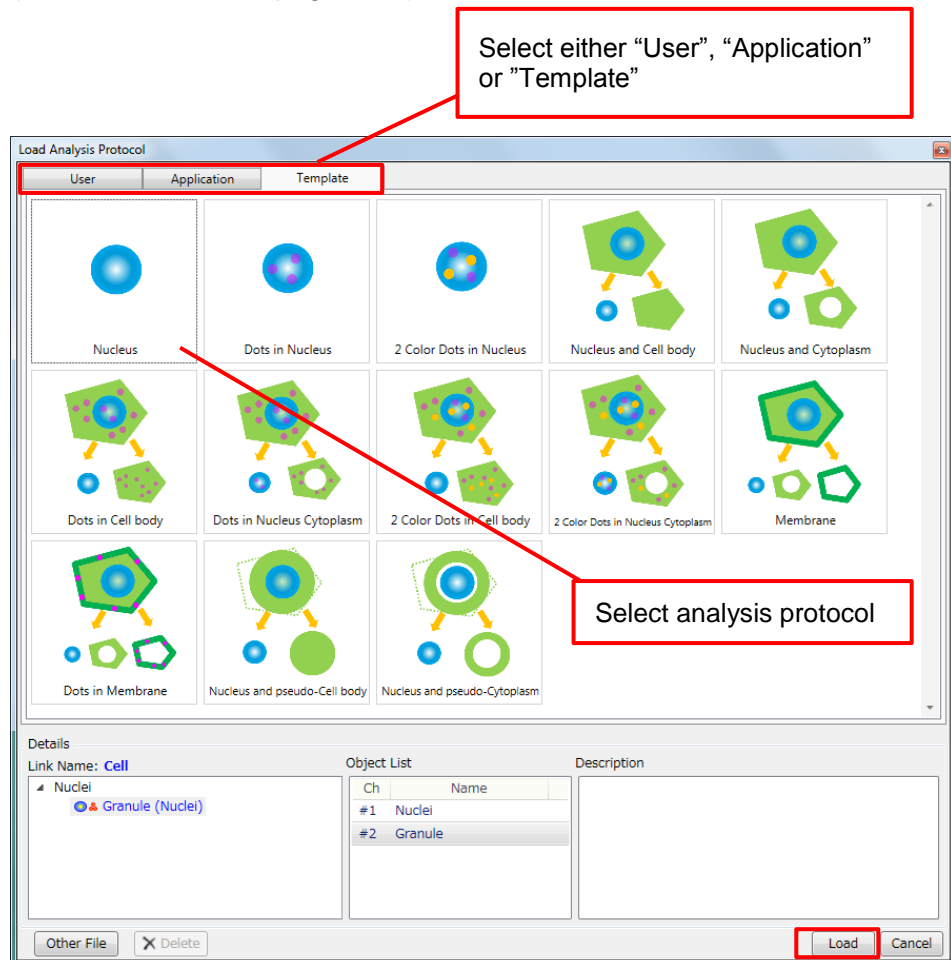 Select either “User”, “Application”
or ”Template”
Load Analysis Protocol
User Application Template
Nucleus Dots in Nucleus 2 Color Dots in Nucleus Nucleus and Cell body Nucleus and Cytoplasm
Dots in Cell body Dots in Nucleus Cytoplasm 2 Color Dots in Cell body 2 Color Dots in Nucleus Cytoplasm Membrane
Select analysis protocol
Dots in Membrane Nucleus and pseudo-Cell body Nucleus and pseudo-Cytoplasm
Details
Link Name: Cell Object List Description
Nuclei Ch Name
Granule (Nuclei) #1 Nuclei
#2 Granule
Other File Delete Load Cancel